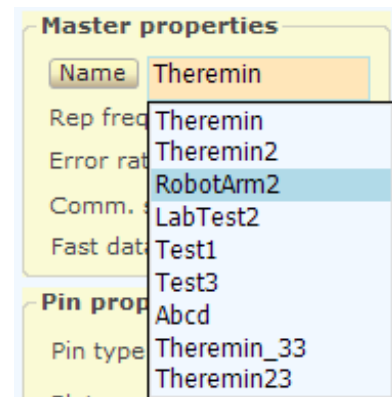 Master properties
Name Theremin
Rep freq Theremin
Error rat Theremin2
RobotArm2
Comm. LabTest2
Fast data Test1
Test3
Pin prop Abcd
Pin type Theremin_33
Theremin23